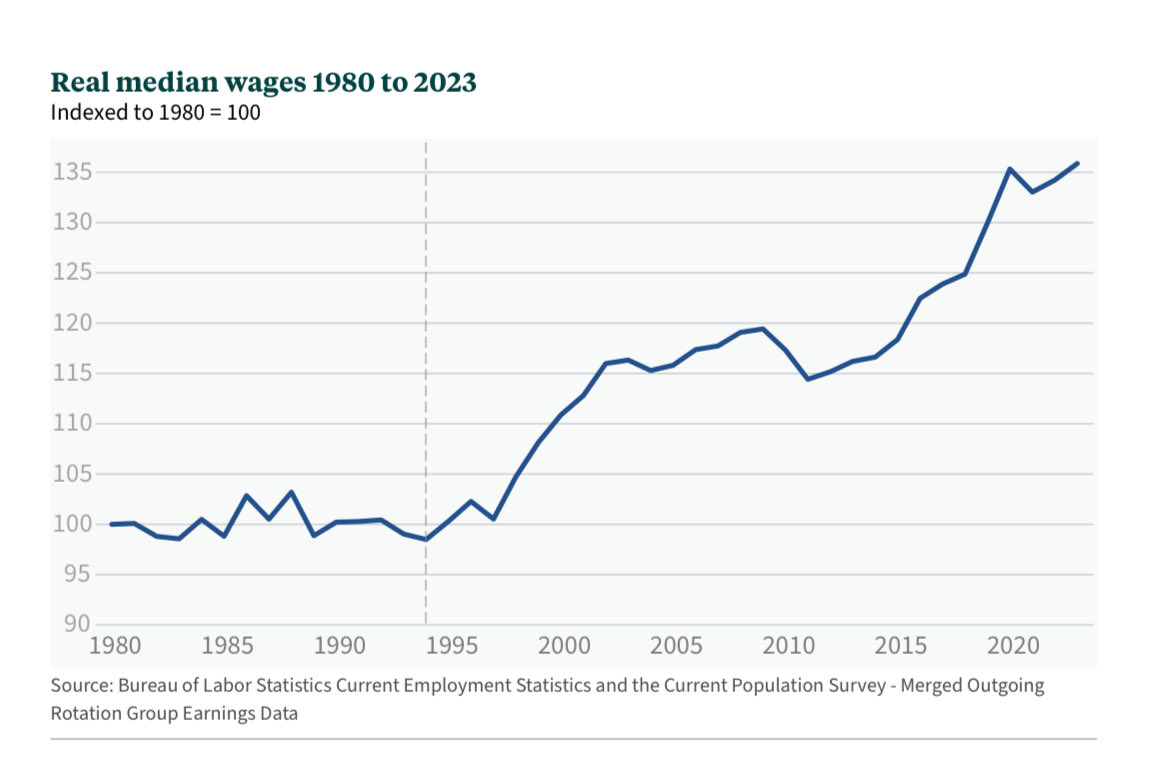 Real median wages 1980 to 2023
Indexed to 1980 = 100
135
130
125
120
115
110
105
100
95
90
1980 1985 1990 1995 2000 2005 2010 2015 2020
Source: Bureau of Labor Statistics Current Employment Statistics and the Current Population Survey - Merged Outgoing
Rotation Group Earnings Data